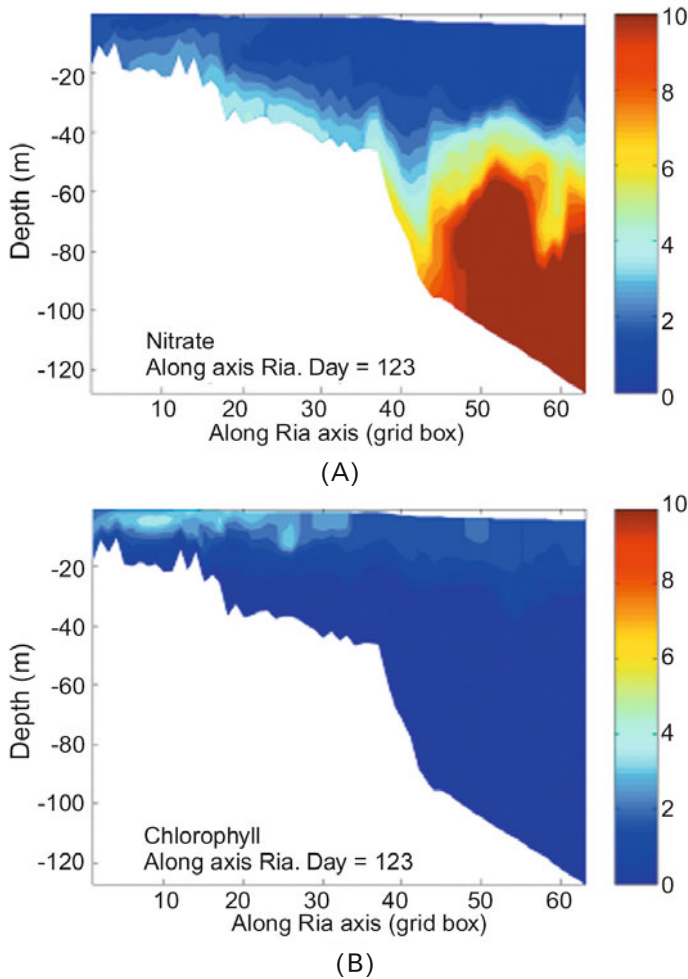 10
8
6
4
2
0
-20
-40
-60
-80
-100
-120
Depth (m)
Nitrate
Along axis Ria. Day = 123
10 20 30 40 50 60
Along Ria axis (grid box)
(A)
10
8
6
4
2
0
-20
-40
-60
-80
-100
-120
Depth (m)
Chlorophyll
Along axis Ria. Day = 123
10 20 30 40 50 60
Along Ria axis (grid box)
(B)